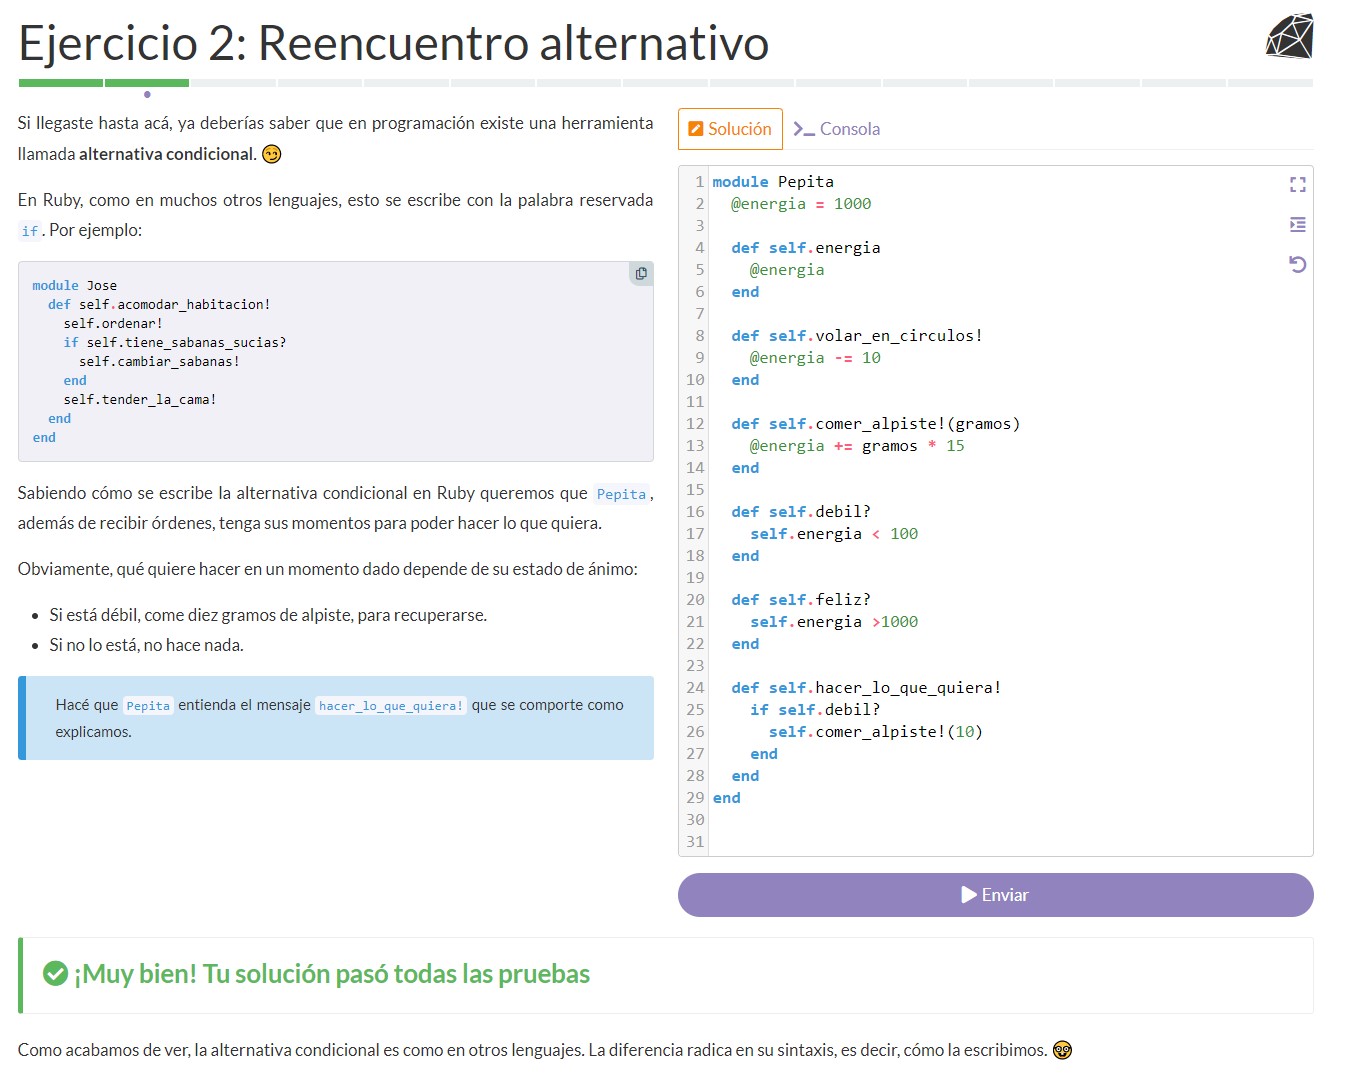 Ejercicio 2: Reencuentro alternativo
Si llegaste hasta acá, ya deberías saber que en programación existe una herramienta
llamada alternativa condicional. 😏
En Ruby, como en muchos otros lenguajes, esto se escribe con la palabra reservada
if. Por ejemplo:
module Jose
  def self.acomodar_habitacion!
    self.ordenar!
    if self.tiene_sabanas_sucias?
      self.cambiar_sabanas!
    end
    self.tender_la_cama!
  end
end
Sabiendo cómo se escribe la alternativa condicional en Ruby queremos que Pepita,
además de recibir órdenes, tenga sus momentos para poder hacer lo que quiera.
Obviamente, qué quiere hacer en un momento dado depende de su estado de ánimo:
• Si está débil, come diez gramos de alpiste, para recuperarse.
• Si no lo está, no hace nada.
Hacé que Pepita entienda el mensaje hacer_lo_que_quiera! que se comporte como
explicamos.
Solución
Consola
1 module Pepita
2   @energia = 1000
3
4   def self.energia
5     @energia
6   end
7
8   def self.volar_en_circulos!
9     @energia -= 10
10   end
11
12   def self.comer_alpiste!(gramos)
13     @energia += gramos * 15
14   end
15
16   def self.debil?
17     self.energia < 100
18   end
19
20   def self.feliz?
21     self.energia >1000
22   end
23
24   def self.hacer_lo_que_quiera!
25     if self.debil?
26       self.comer_alpiste!(10)
27     end
28   end
29 end
30
31
Enviar
¡Muy bien! Tu solución pasó todas las pruebas
Como acabamos de ver, la alternativa condicional es como en otros lenguajes. La diferencia radica en su sintaxis, es decir, cómo la escribimos. 🤓